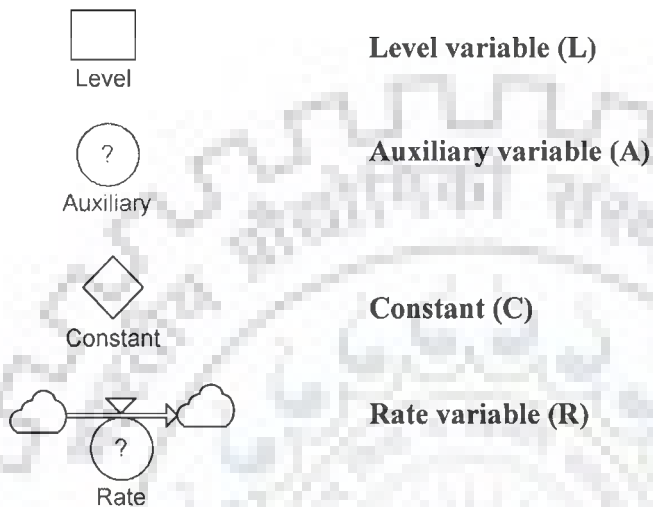 Level
Level variable (L)
?
Auxiliary
Auxiliary variable (A)
Constant
Constant (C)
?
Rate
Rate variable (R)